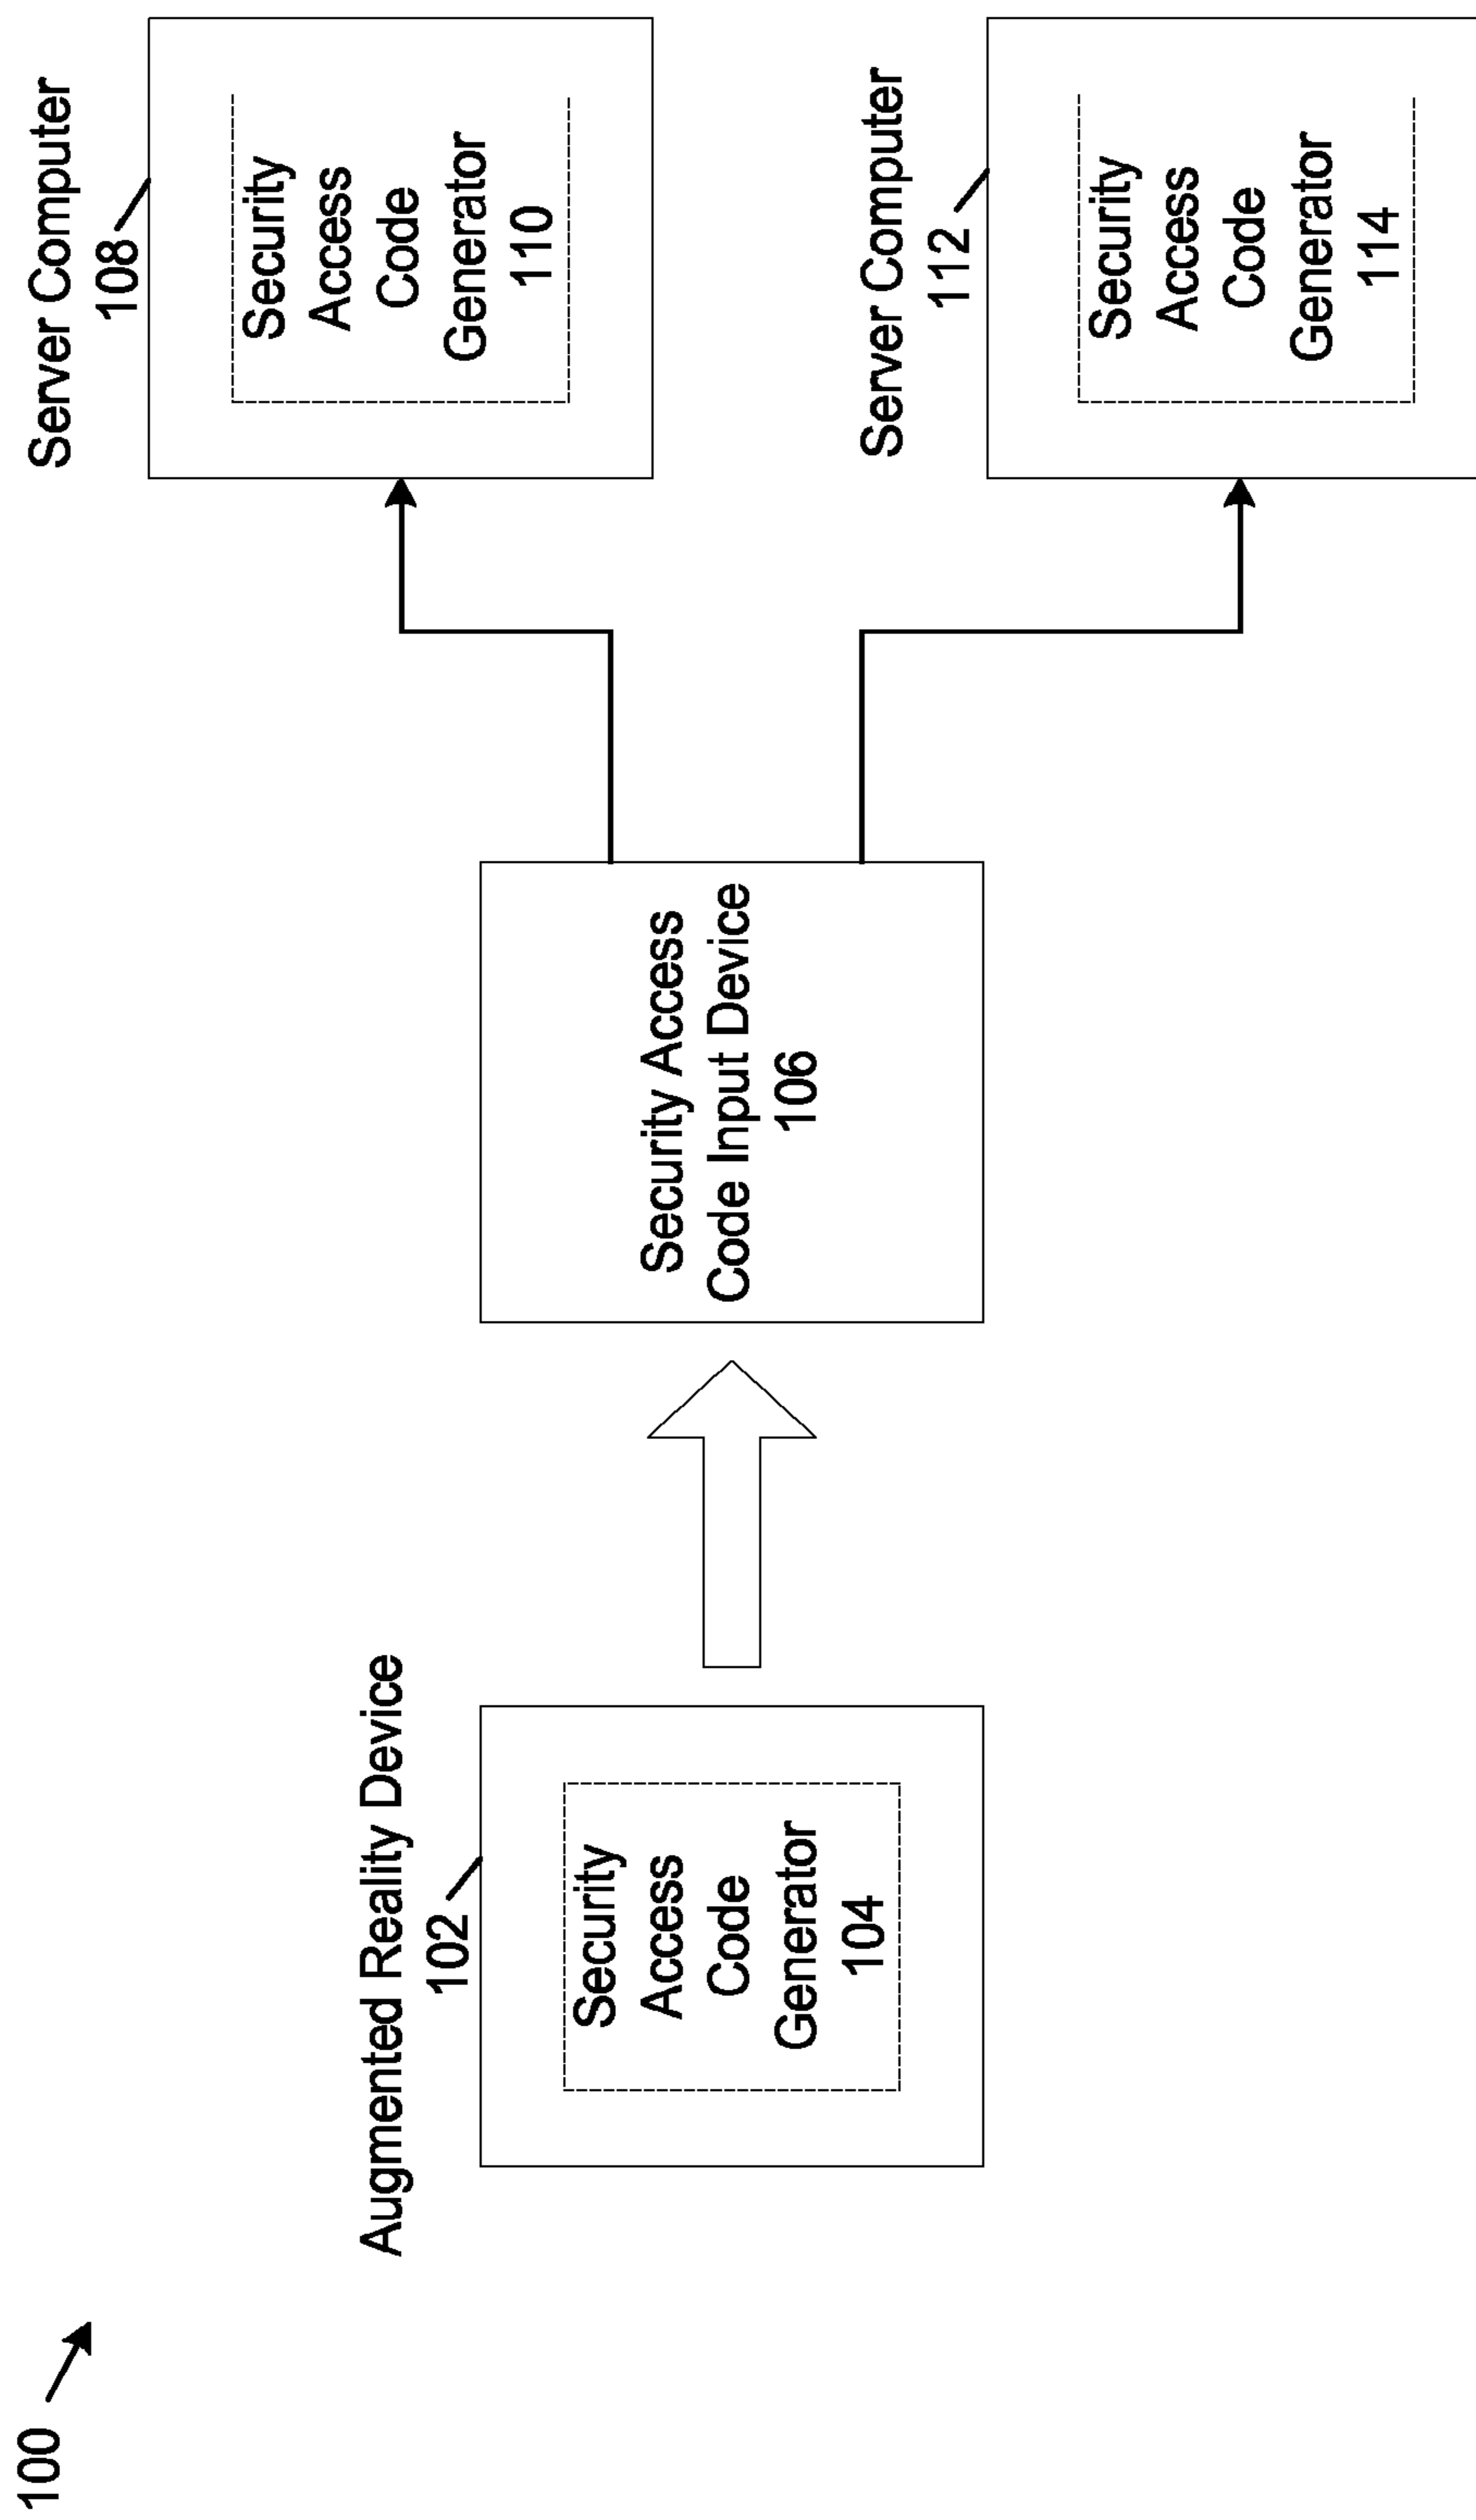 100
Augmented Reality Device
102
Security
Access
Code
Generator
104
Security Access
Code Input Device
106
Server Computer
108
Security
Access
Code
Generator
110
Server Computer
112
Security
Access
Code
Generator
114